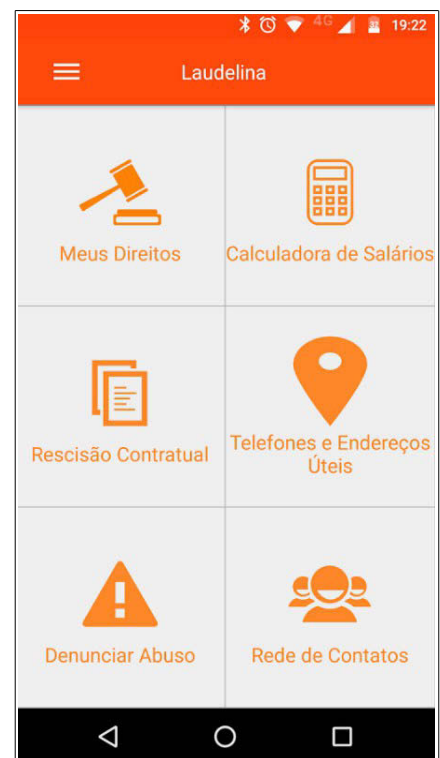 4G 19:22
Laudelina
Meus Direitos
Calculadora de Salários
Rescisão Contratual
Telefones e Endereços
Úteis
Denunciar Abuso
Rede de Contatos